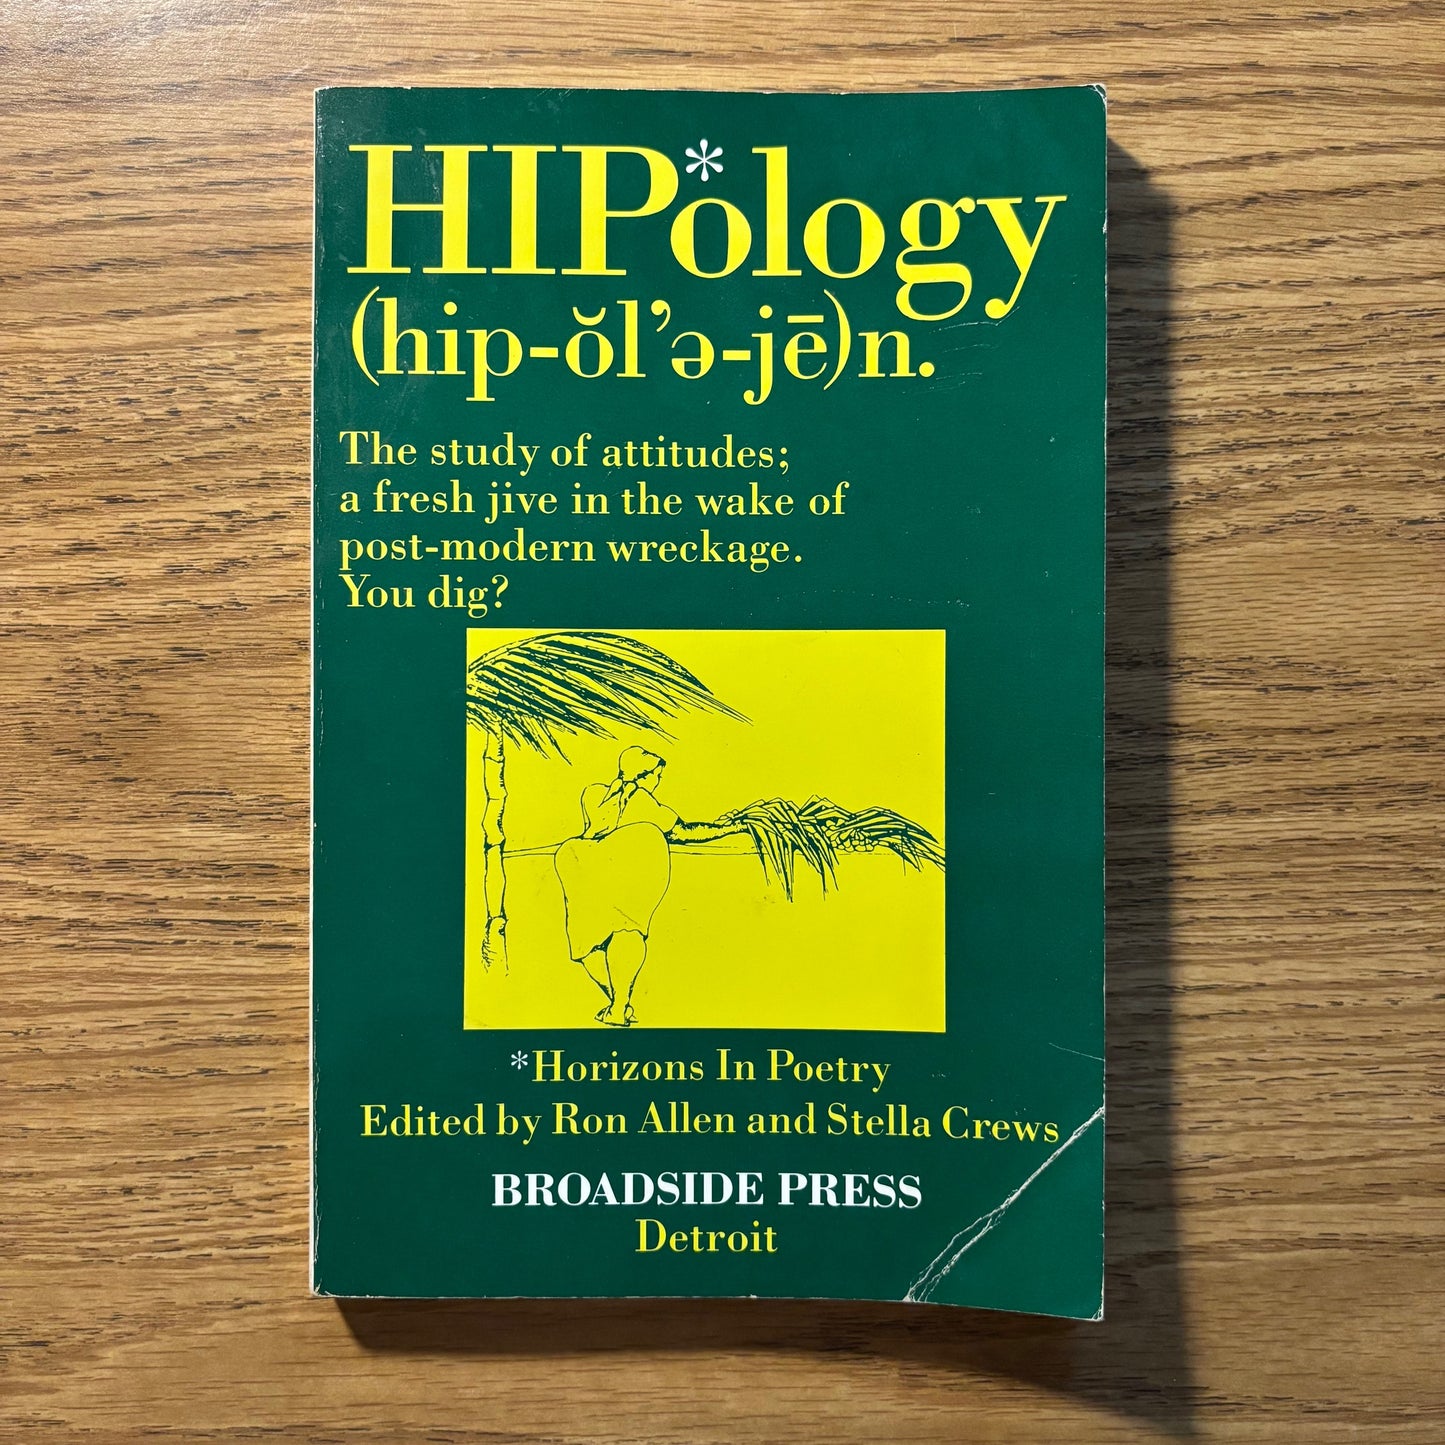 HIP*ology
(hip-ŏl’ə-jē)n.
The study of attitudes;
a fresh jive in the wake of
post-modern wreckage.
You dig?
*Horizons In Poetry
Edited by Ron Allen and Stella Crews
BROADSIDE PRESS
Detroit